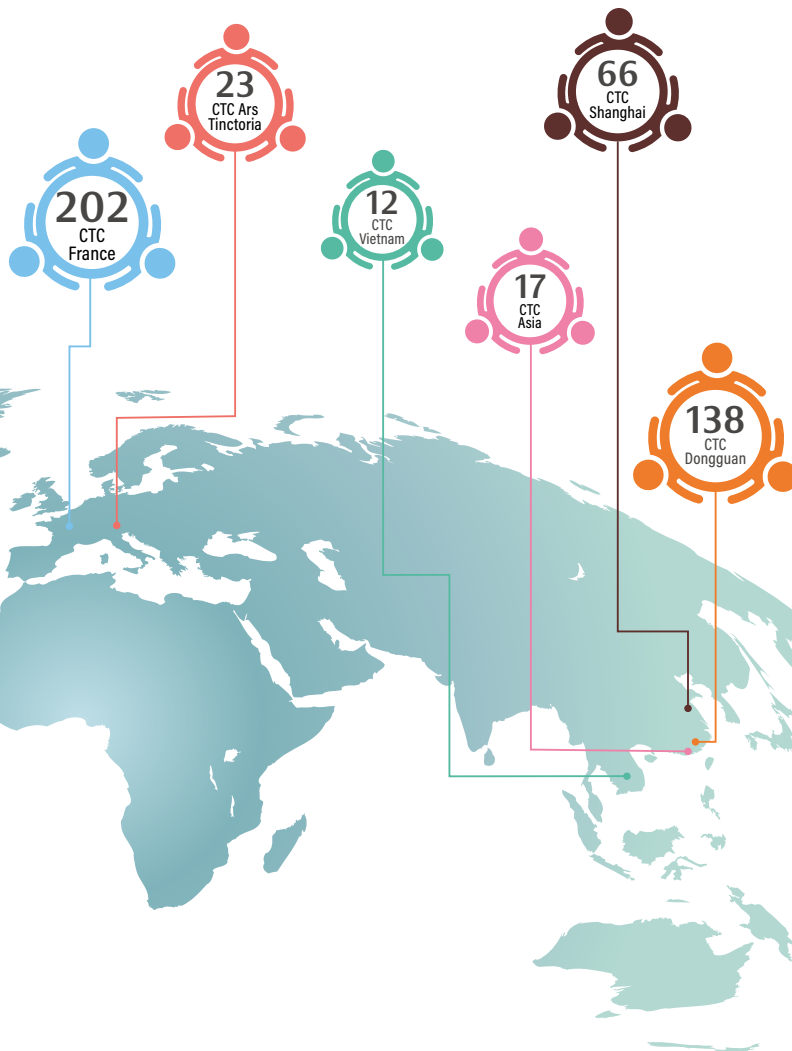 23
CTC Ars
Tinctoria
66
CTC
Shanghai
202
CTC
France
12
CTC
Vietnam
17
CTC
Asia
138
CTC
Dongguan